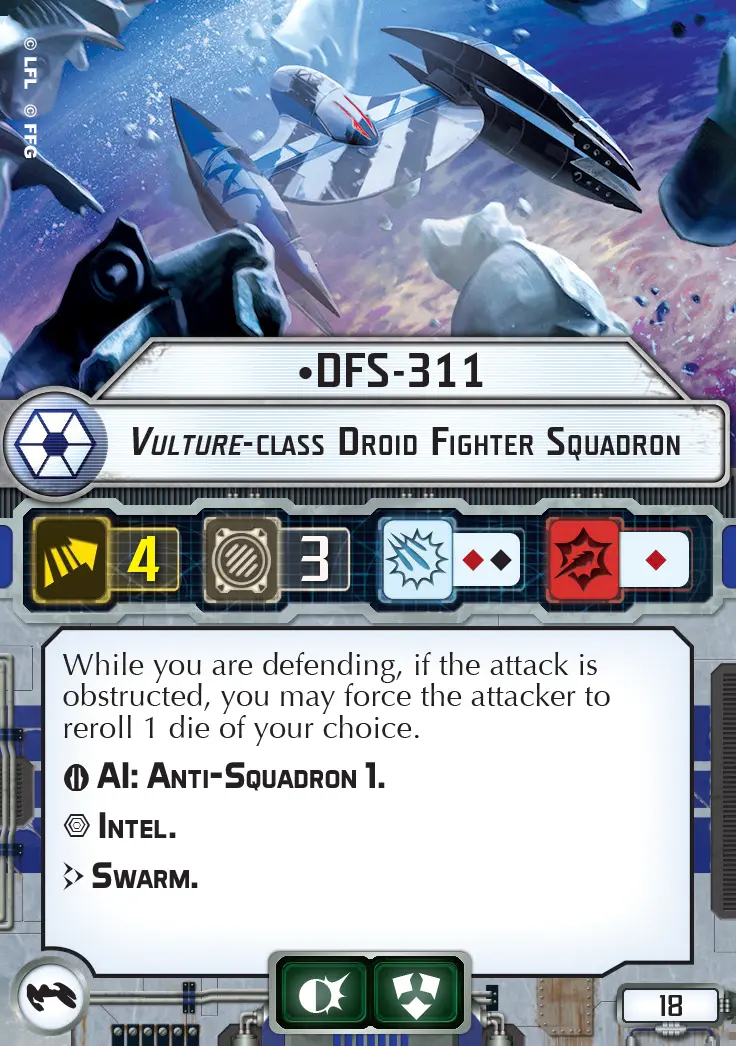 © LFL © FFG
•DFS-311
VULTURE-CLASS DROID FIGHTER SQUADRON
4
3
While you are defending, if the attack is
obstructed, you may force the attacker to
reroll 1 die of your choice.
AI: ANTI-SQUADRON 1.
INTEL.
SWARM.
18